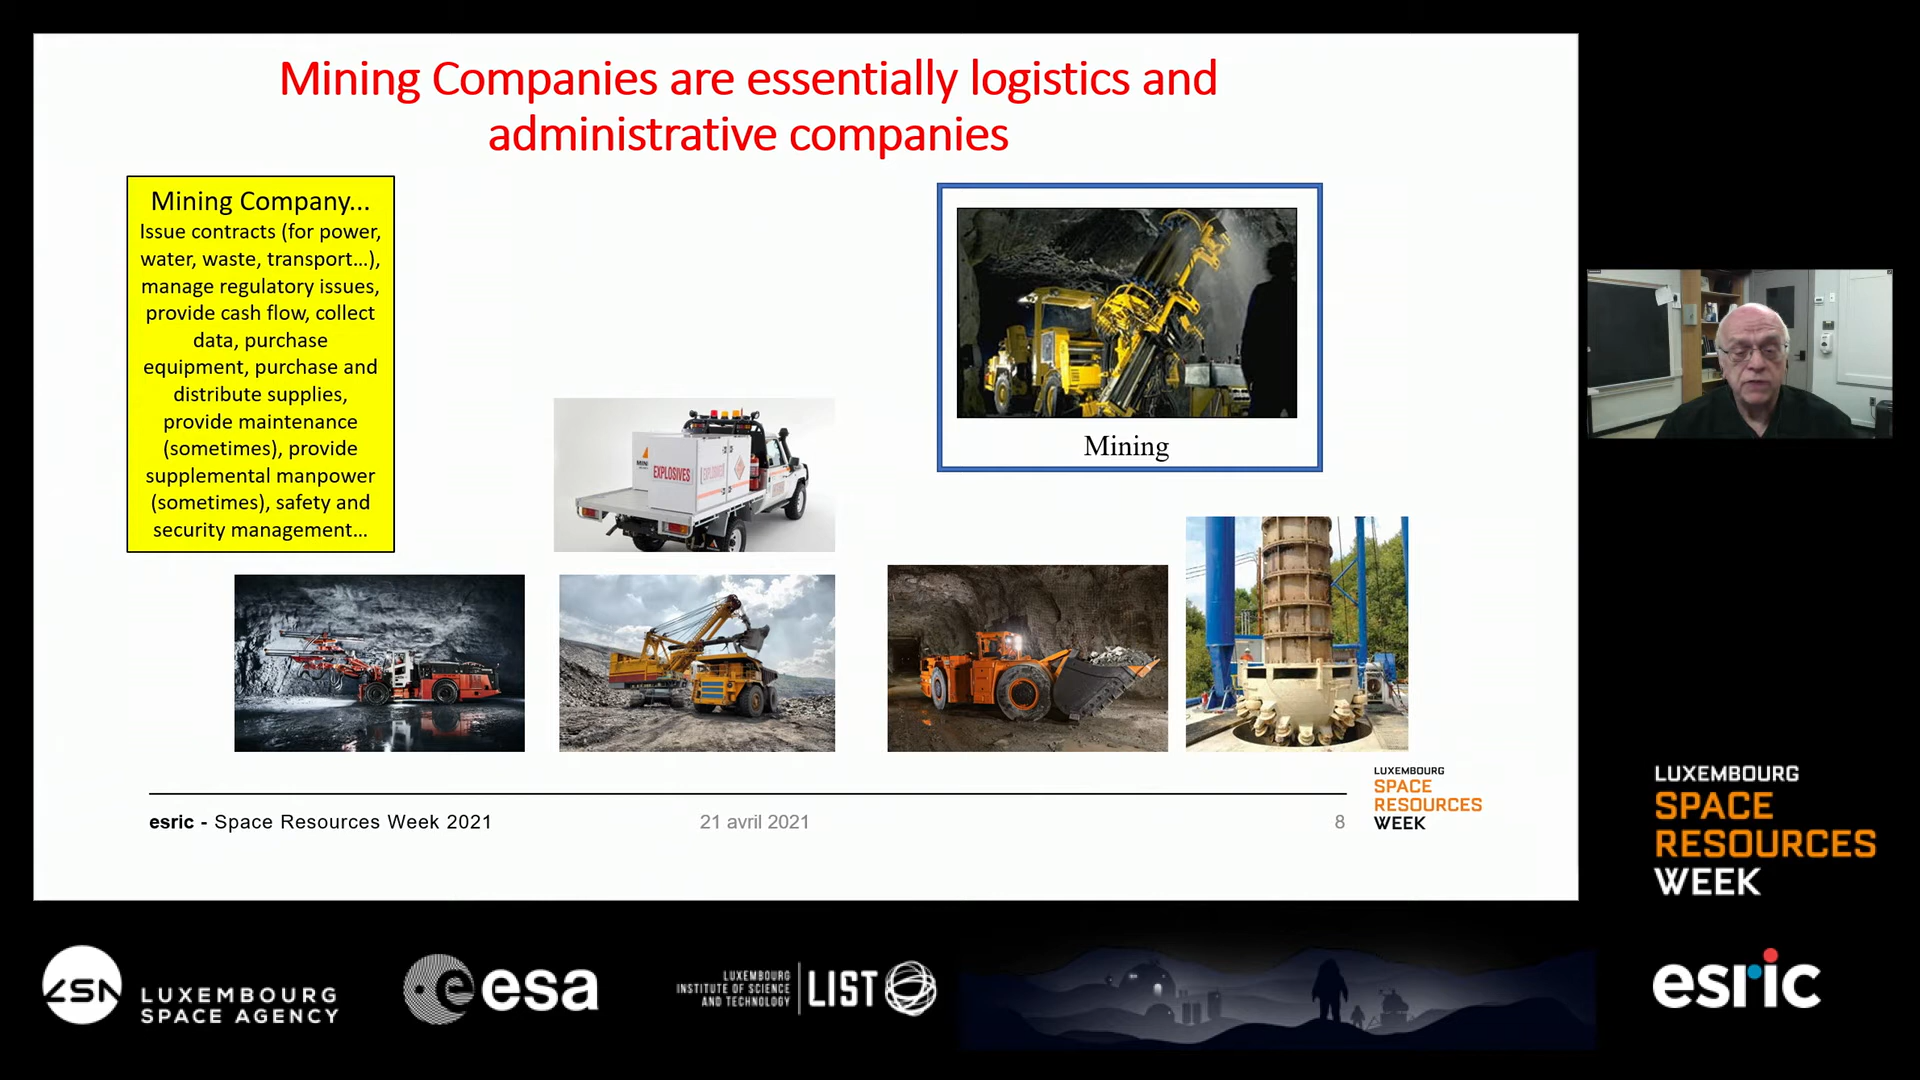 Mining Companies are essentially logistics and
administrative companies
Mining Company...
Issue contracts (for power,
water, waste, transport...),
manage regulatory issues,
provide cash flow, collect
data, purchase
equipment, purchase and
distribute supplies,
provide maintenance
(sometimes), provide
supplemental manpower
(sometimes), safety and
security management...
Mining
EXPLOSIVES
esric - Space Resources Week 2021
21 avril 2021
8
LUXEMBOURG
SPACE
RESOURCES
WEEK
LUXEMBOURG
SPACE
RESOURCES
WEEK
LSA
LUXEMBOURG
SPACE AGENCY
esa
LUXEMBOURG
INSTITUTE OF SCIENCE
AND TECHNOLOGY
LIST
esric